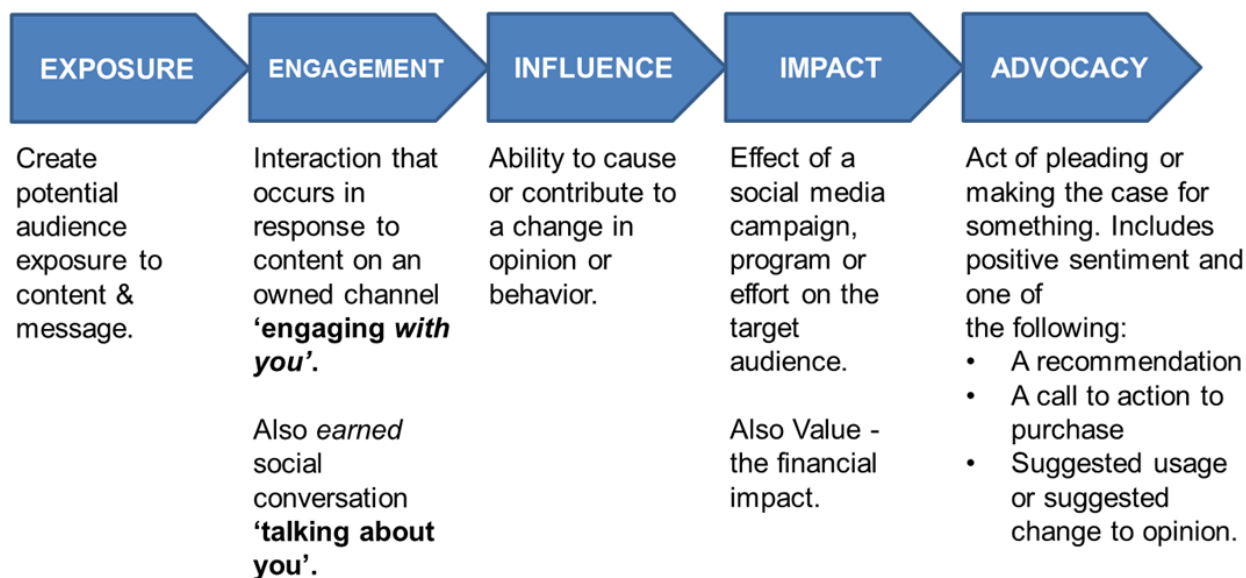 EXPOSURE
Create
potential
audience
exposure to
content &
message.
ENGAGEMENT
Interaction that
occurs in
response to
content on an
owned channel
‘engaging with
you’.
Also earned
social
conversation
‘talking about
you’.
INFLUENCE
Ability to cause
or contribute to
a change in
opinion or
behavior.
IMPACT
Effect of a
social media
campaign,
program or
effort on the
target
audience.
Also Value -
the financial
impact.
ADVOCACY
Act of pleading or
making the case for
something. Includes
positive sentiment and
one of
the following:
• A recommendation
• A call to action to
purchase
• Suggested usage
or suggested
change to opinion.